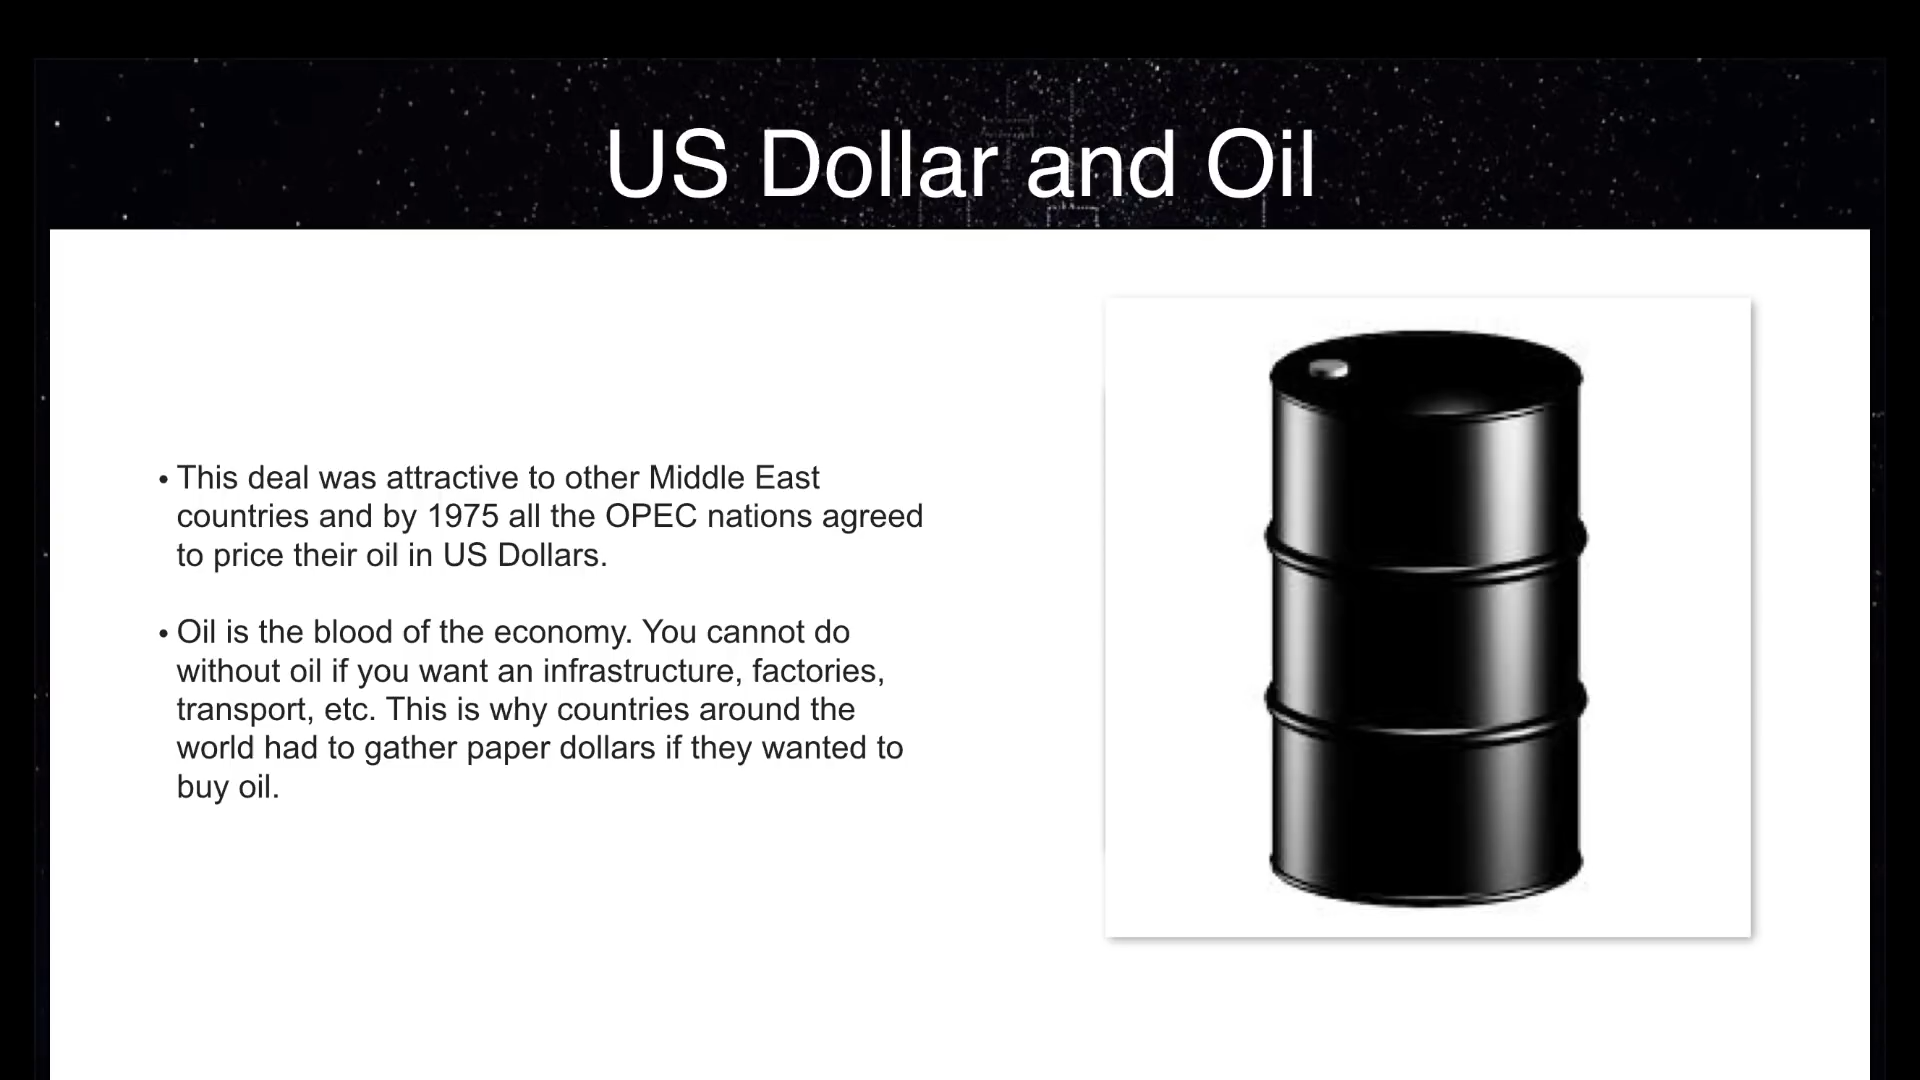 US Dollar and Oil
• This deal was attractive to other Middle East
countries and by 1975 all the OPEC nations agreed
to price their oil in US Dollars.
• Oil is the blood of the economy. You cannot do
without oil if you want an infrastructure, factories,
transport, etc. This is why countries around the
world had to gather paper dollars if they wanted to
buy oil.